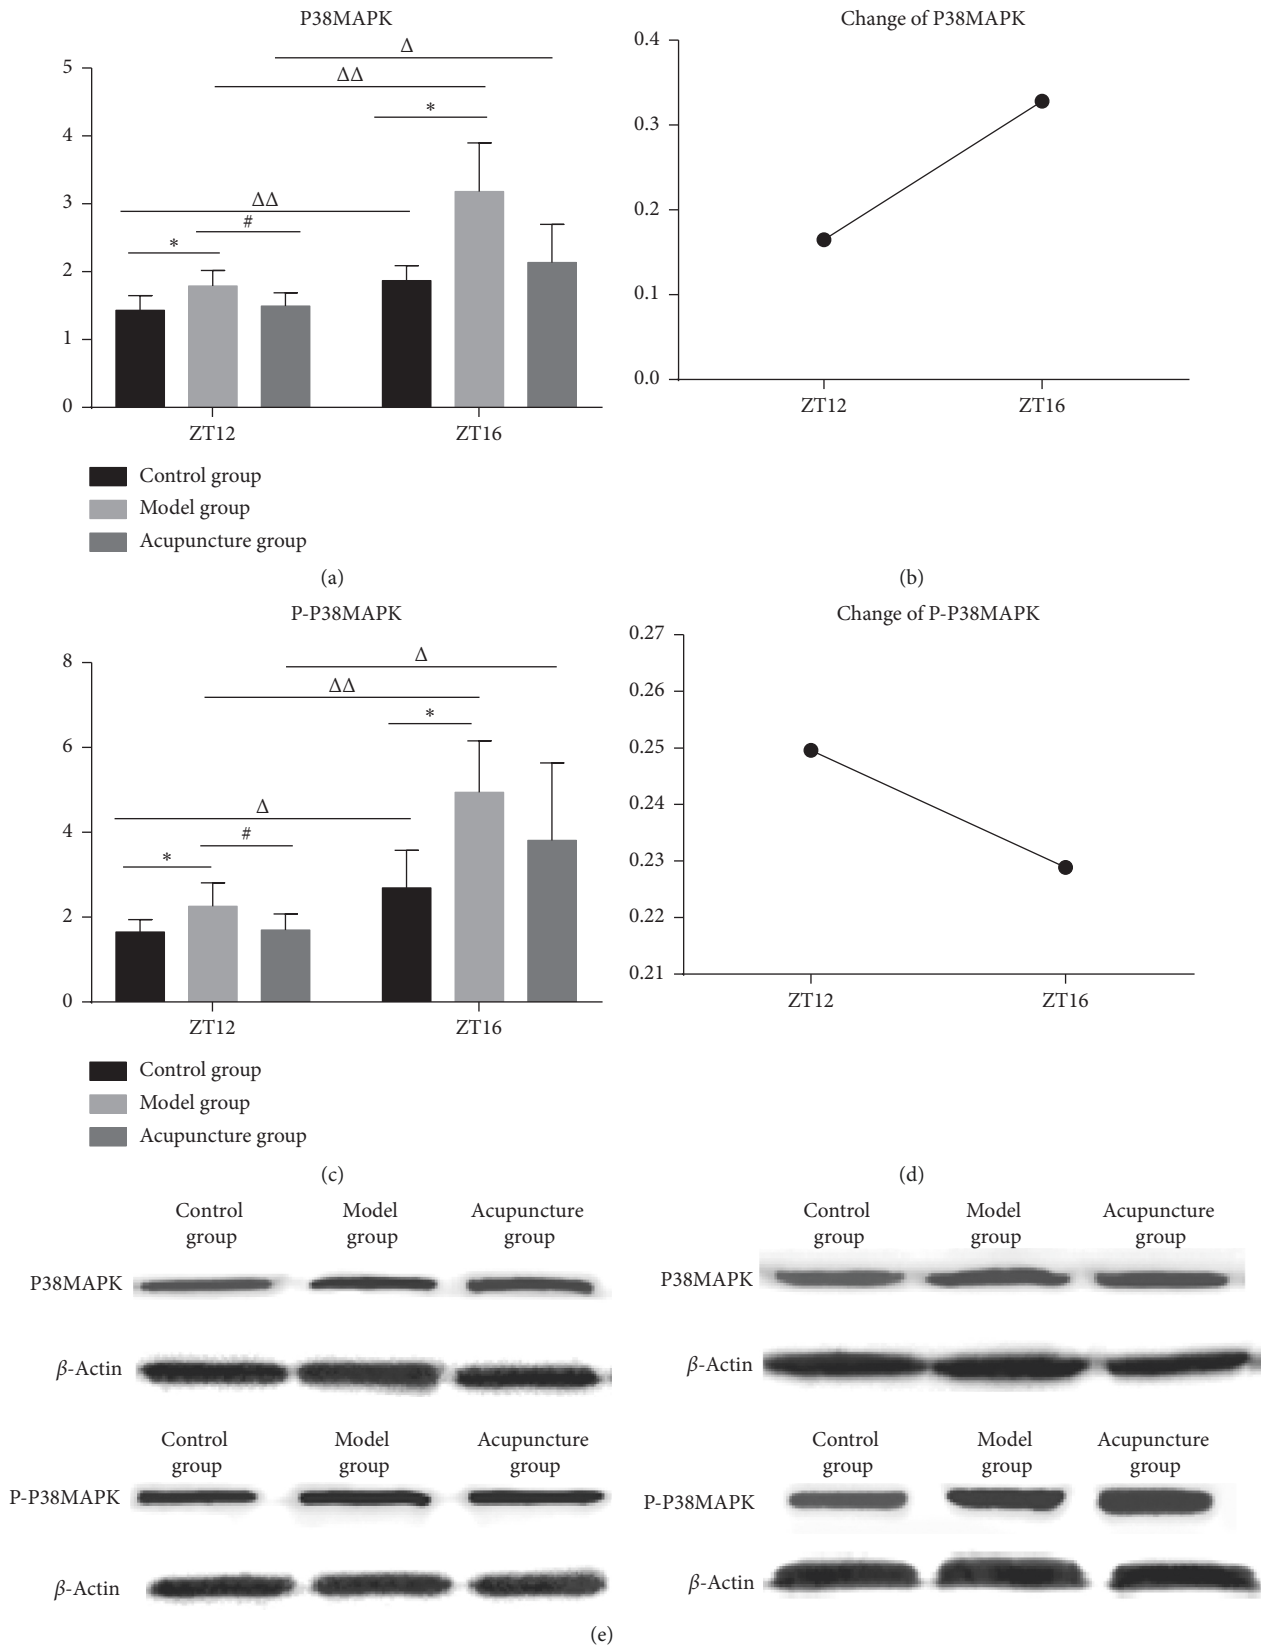 P38MAPK
Δ
ΔΔ
*
ΔΔ
#
*
5
4
3
2
1
0
ZT12
ZT16
Control group
Model group
Acupuncture group
(a)
Change of P38MAPK
0.4
0.3
0.2
0.1
0.0
ZT12
ZT16
(b)
P-P38MAPK
Δ
ΔΔ
*
Δ
#
*
8
6
4
2
0
ZT12
ZT16
Control group
Model group
Acupuncture group
(c)
Change of P-P38MAPK
0.27
0.26
0.25
0.24
0.23
0.22
0.21
ZT12
ZT16
(d)
Control group
Model group
Acupuncture group
P38MAPK
β-Actin
Control group
Model group
Acupuncture group
P-P38MAPK
β-Actin
Control group
Model group
Acupuncture group
P38MAPK
β-Actin
Control group
Model group
Acupuncture group
P-P38MAPK
β-Actin
(e)